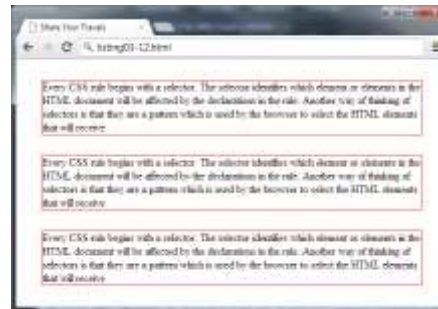 Share Your Travels
listing03-12.html
Every CSS rule begins with a selector. The selector identifies which element or elements in the
HTML document will be affected by the declarations in the rule. Another way of thinking of
selectors is that they are a pattern which is used by the browser to select the HTML elements
that will receive
Every CSS rule begins with a selector. The selector identifies which element or elements in the
HTML document will be affected by the declarations in the rule. Another way of thinking of
selectors is that they are a pattern which is used by the browser to select the HTML elements
that will receive
Every CSS rule begins with a selector. The selector identifies which element or elements in the
HTML document will be affected by the declarations in the rule. Another way of thinking of
selectors is that they are a pattern which is used by the browser to select the HTML elements
that will receive